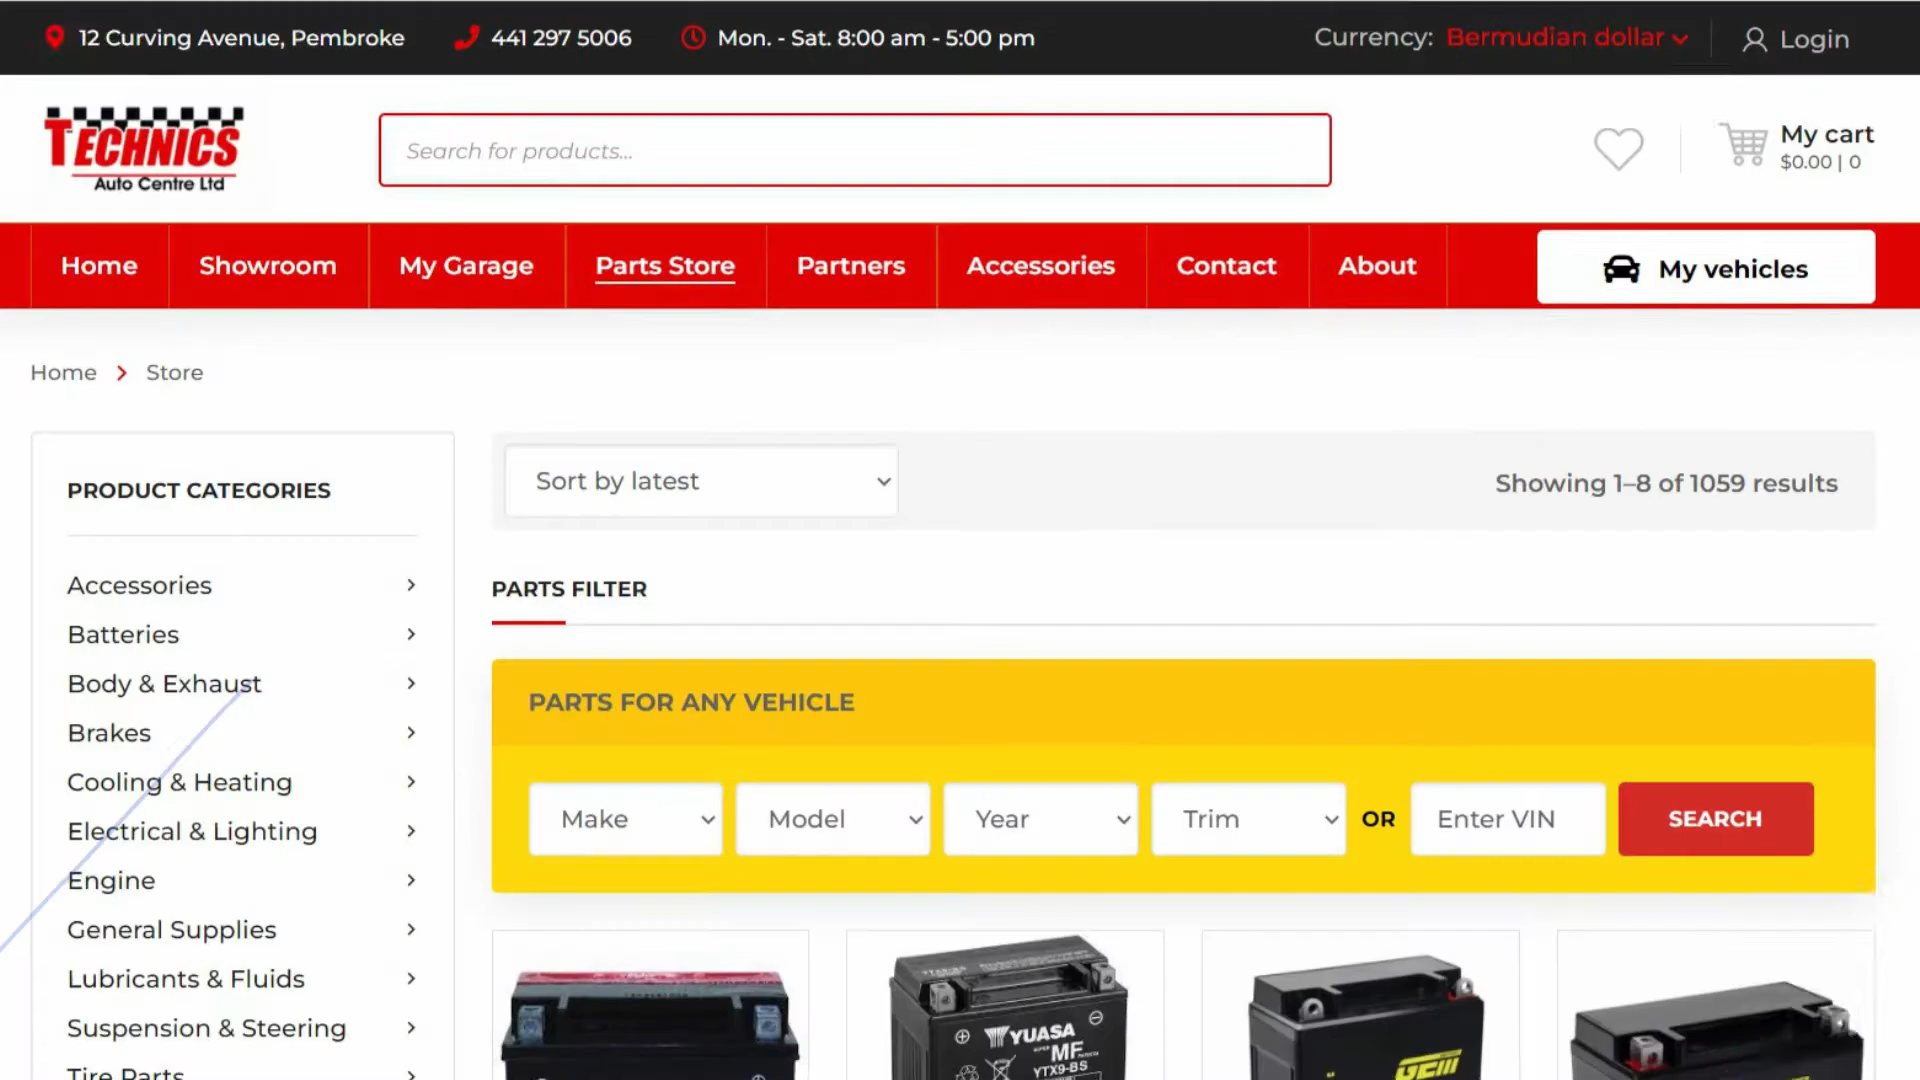 12 Curving Avenue, Pembroke
441 297 5006
Mon. - Sat. 8:00 am - 5:00 pm
Currency: Bermudian dollar
Login
TECHNICS
Auto Centre Ltd
Search for products...
My cart
$0.00 | 0
Home
Showroom
My Garage
Parts Store
Partners
Accessories
Contact
About
My vehicles
Home
Store
PRODUCT CATEGORIES
Accessories
Batteries
Body & Exhaust
Brakes
Cooling & Heating
Electrical & Lighting
Engine
General Supplies
Lubricants & Fluids
Suspension & Steering
Tire Parts
Sort by latest
Showing 1–8 of 1059 results
PARTS FILTER
PARTS FOR ANY VEHICLE
Make
Model
Year
Trim
OR
Enter VIN
SEARCH
YUASA
MF
YTX9-BS
GEM